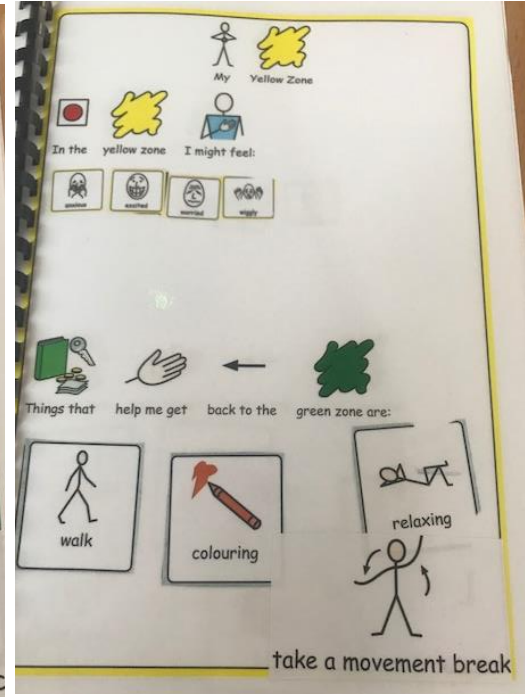 My Yellow Zone
In the yellow zone I might feel:
anxious excited worried wiggly
Things that help me get back to the green zone are:
walk
colouring
relaxing
take a movement break